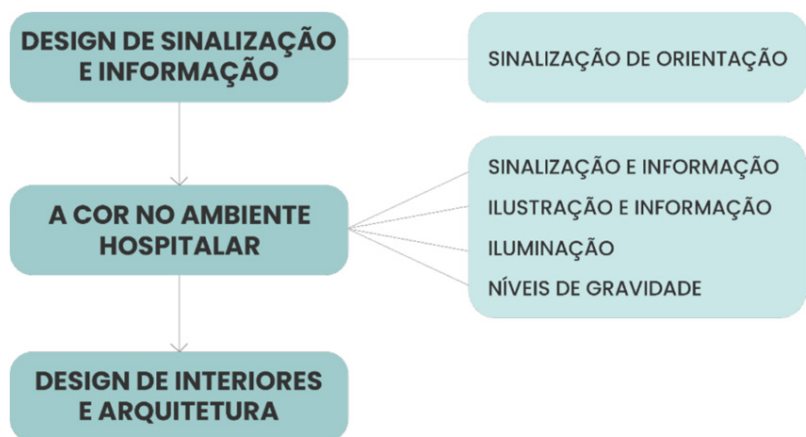 DESIGN DE SINALIZAÇÃO
E INFORMAÇÃO
SINALIZAÇÃO DE ORIENTAÇÃO
A COR NO AMBIENTE
HOSPITALAR
SINALIZAÇÃO E INFORMAÇÃO
ILUSTRAÇÃO E INFORMAÇÃO
ILUMINAÇÃO
NÍVEIS DE GRAVIDADE
DESIGN DE INTERIORES
E ARQUITETURA